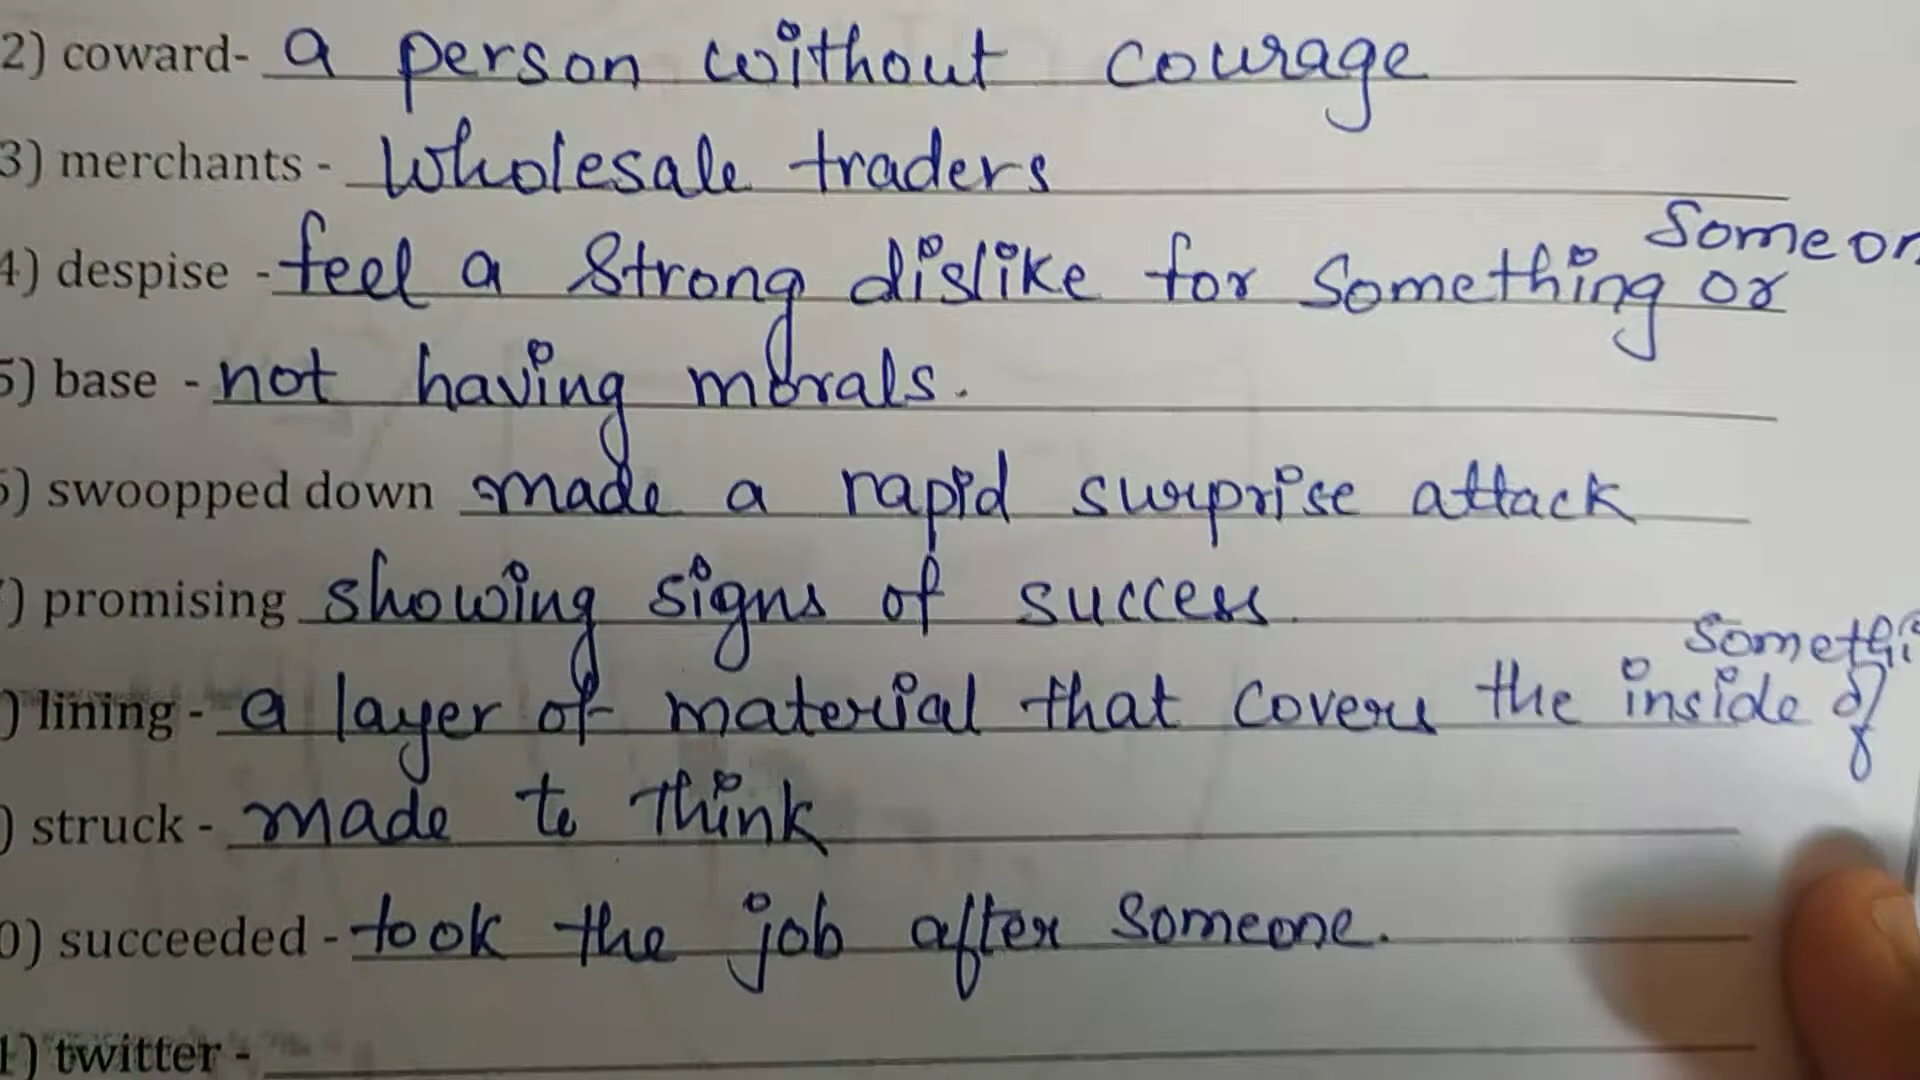 2) coward- a person without courage
3) merchants - Wholesale traders
someon
4) despise - feel a strong dislike for something or
5) base - not having morals.
6) swoopped down made a rapid surprise attack
) promising showing signs of success
somethi
) lining - a layer of material that covers the inside of
) struck - made to think
0) succeeded - took the job after someone.
1) twitter -